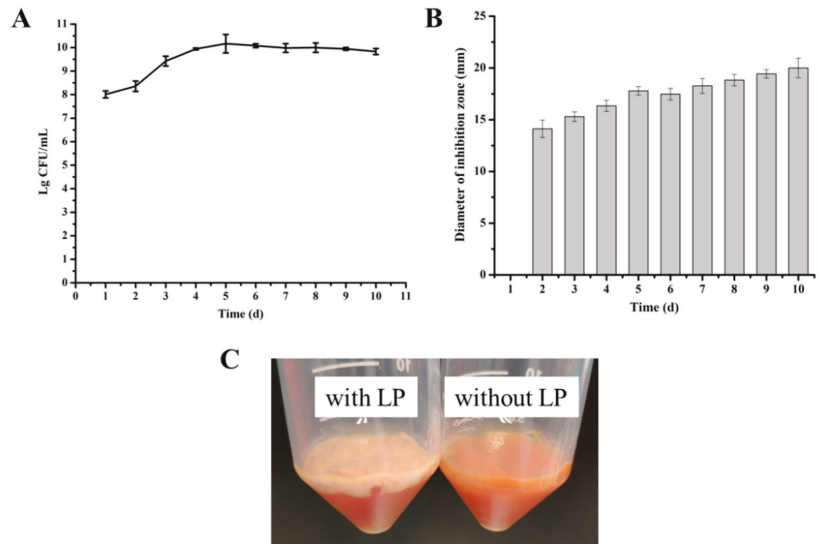 A
11
10
9
8
7
6
5
4
3
2
1
0
Lg CFU/mL
0 1 2 3 4 5 6 7 8 9 10 11
Time (d)
B
25
20
15
10
5
0
Diameter of inhibition zone (mm)
1 2 3 4 5 6 7 8 9 10
Time (d)
C
with LP
without LP
10